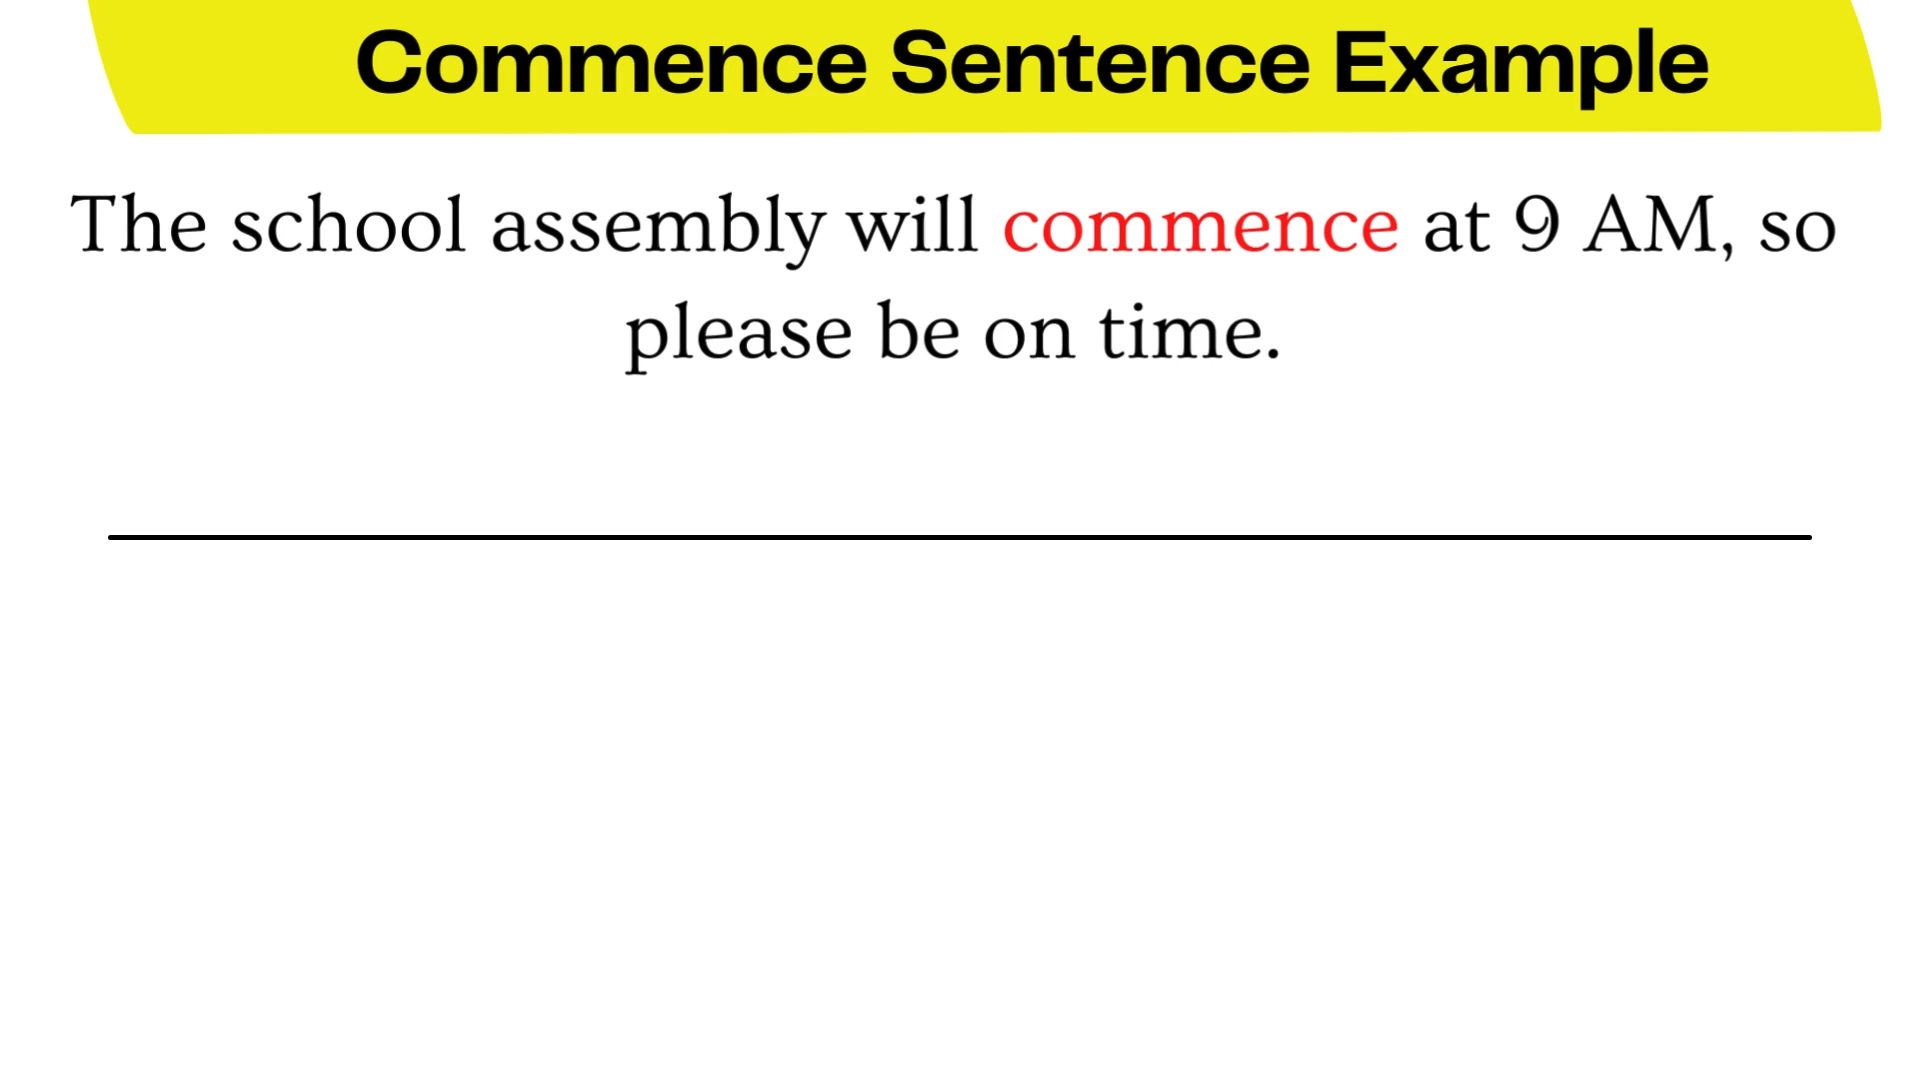 Commence Sentence Example
The school assembly will commence at 9 AM, so
please be on time.